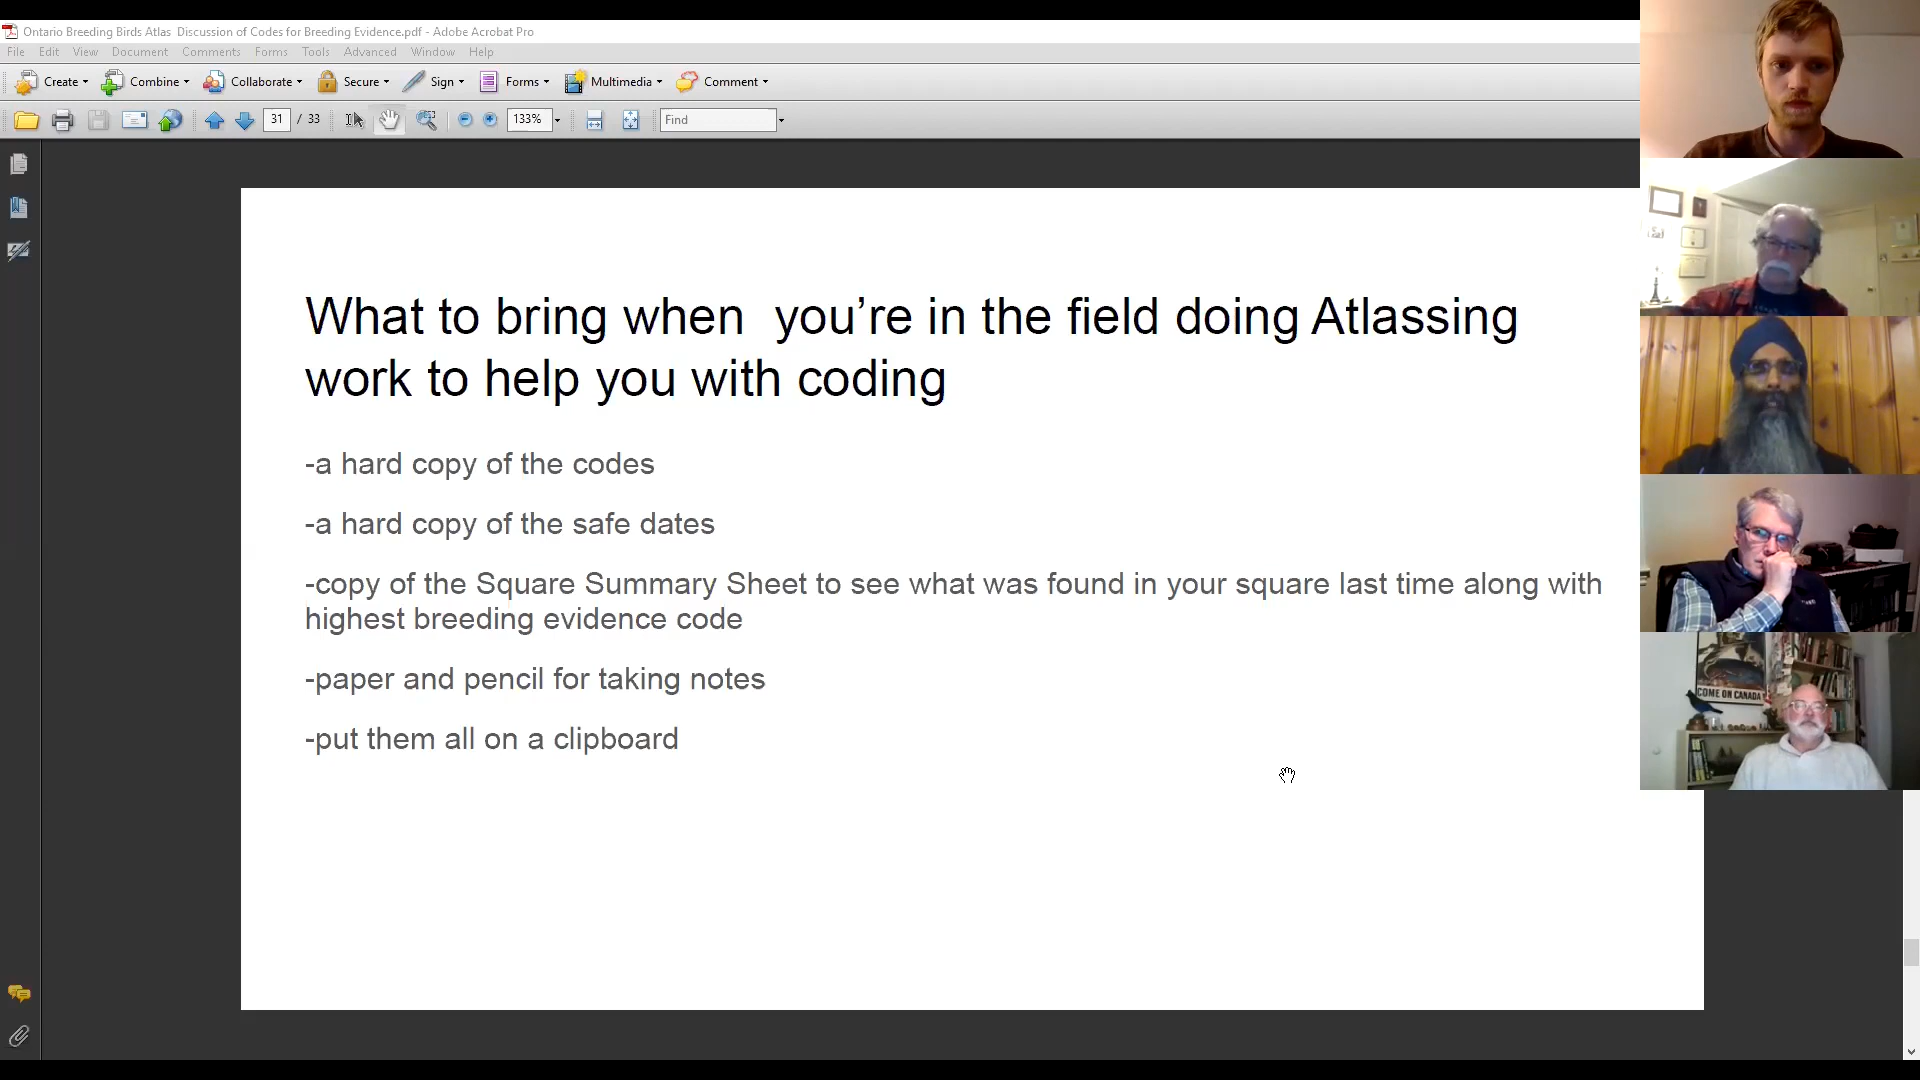 Ontario Breeding Birds Atlas  Discussion of Codes for Breeding Evidence.pdf - Adobe Acrobat Pro
File Edit View Document Comments Forms Tools Advanced Window Help
Create Combine Collaborate Secure Sign Forms Multimedia Comment
31 / 33 133% Find
What to bring when  you’re in the field doing Atlassing
work to help you with coding
-a hard copy of the codes
-a hard copy of the safe dates
-copy of the Square Summary Sheet to see what was found in your square last time along with
highest breeding evidence code
-paper and pencil for taking notes
-put them all on a clipboard
COME ON CANADA